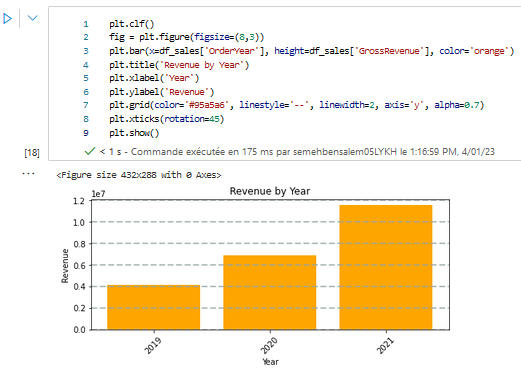 1 plt.clf()
2 fig = plt.figure(figsize=(8,3))
3 plt.bar(x=df_sales['OrderYear'], height=df_sales['GrossRevenue'], color='orange')
4 plt.title('Revenue by Year')
5 plt.xlabel('Year')
6 plt.ylabel('Revenue')
7 plt.grid(color='#95a5a6', linestyle='--', linewidth=2, axis='y', alpha=0.7)
8 plt.xticks(rotation=45)
9 plt.show()
[18] < 1 s - Commande exécutée en 175 ms par semehbensalem05LYKH le 1:16:59 PM, 4/01/23
... <Figure size 432x288 with 0 Axes>
1e7 Revenue by Year
1.2
1.0
0.8
0.6
0.4
0.2
0.0
Revenue
2019 2020 2021
Year